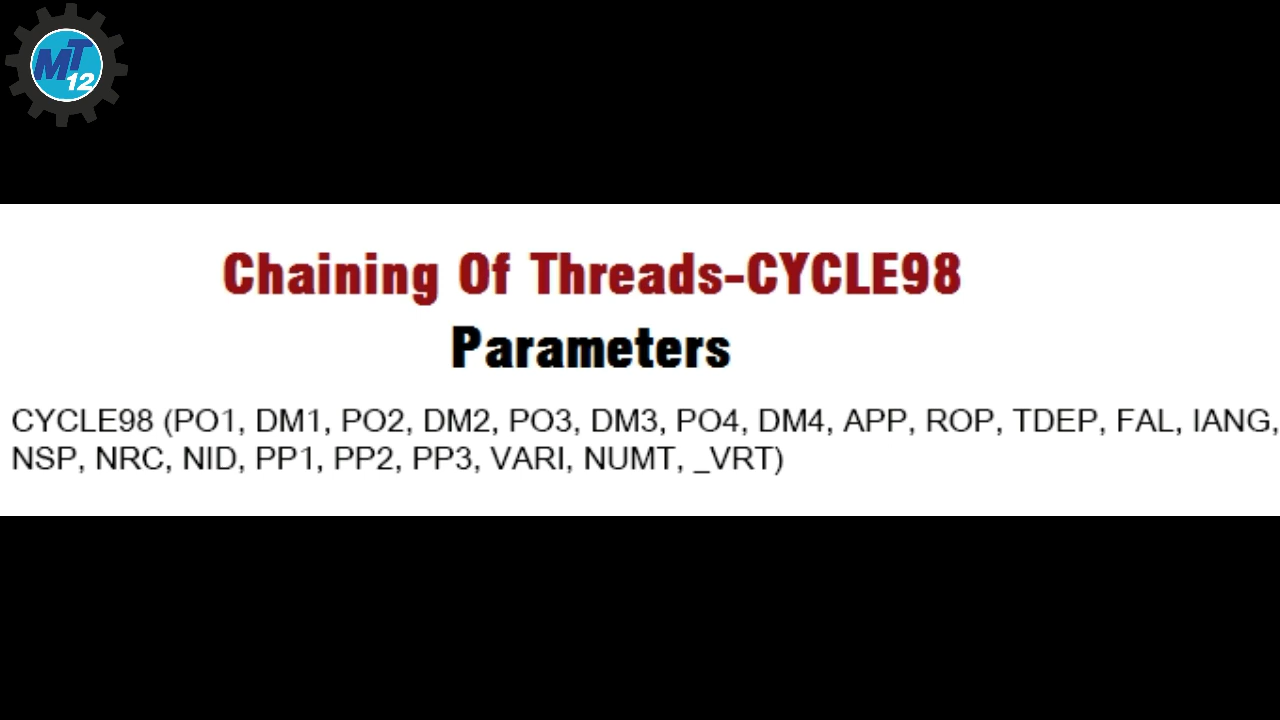 MT
12
Chaining Of Threads-CYCLE98
Parameters
CYCLE98 (PO1, DM1, PO2, DM2, PO3, DM3, PO4, DM4, APP, ROP, TDEP, FAL, IANG,
NSP, NRC, NID, PP1, PP2, PP3, VARI, NUMT, _VRT)